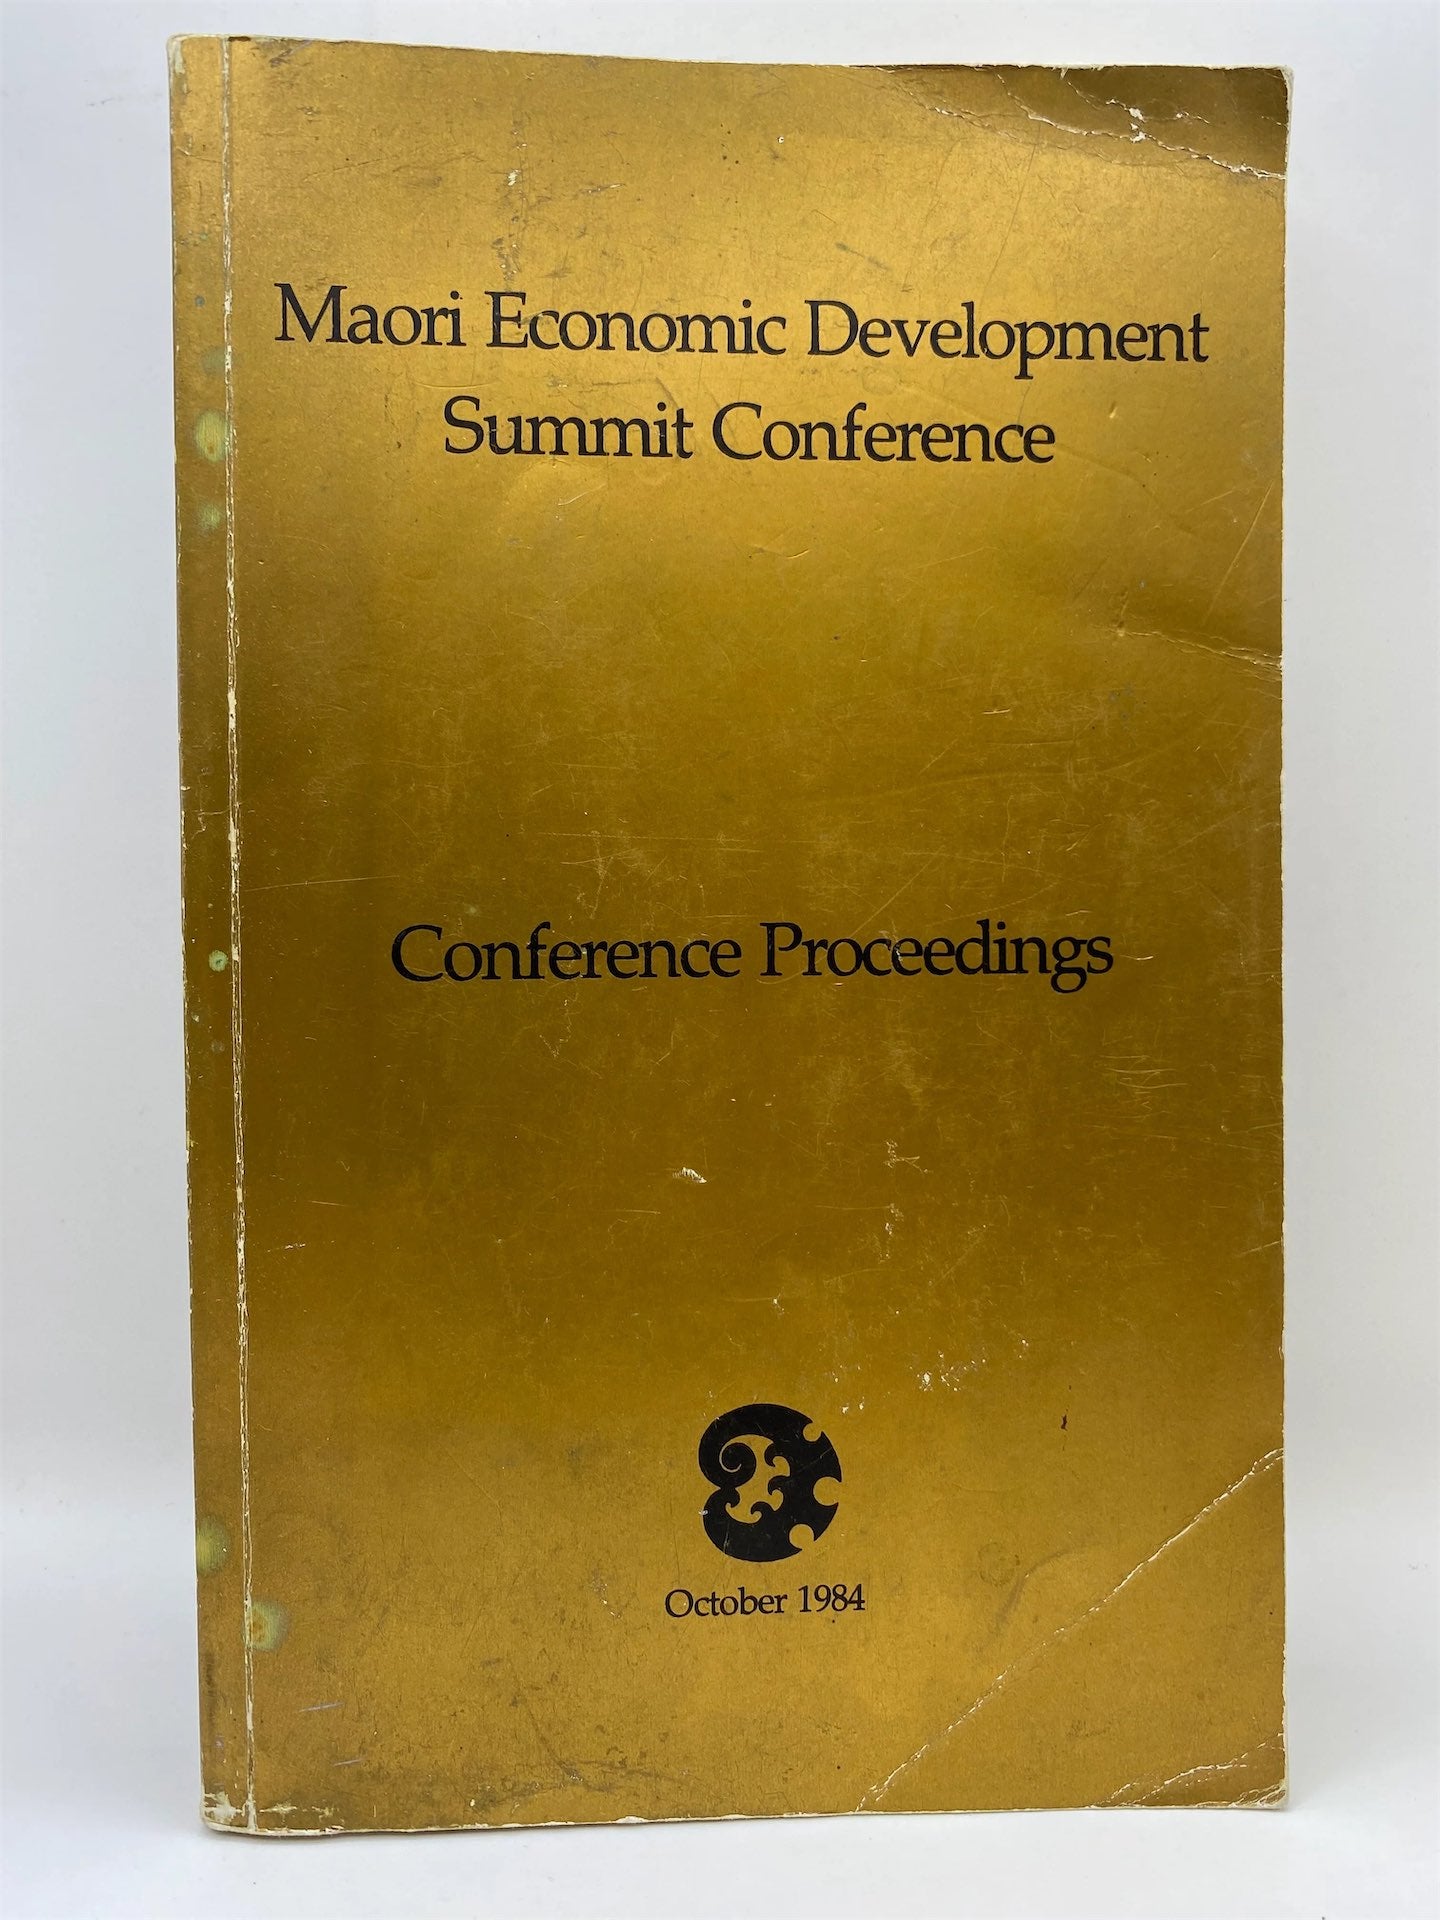 Maori Economic Development
Summit Conference
Conference Proceedings
October 1984